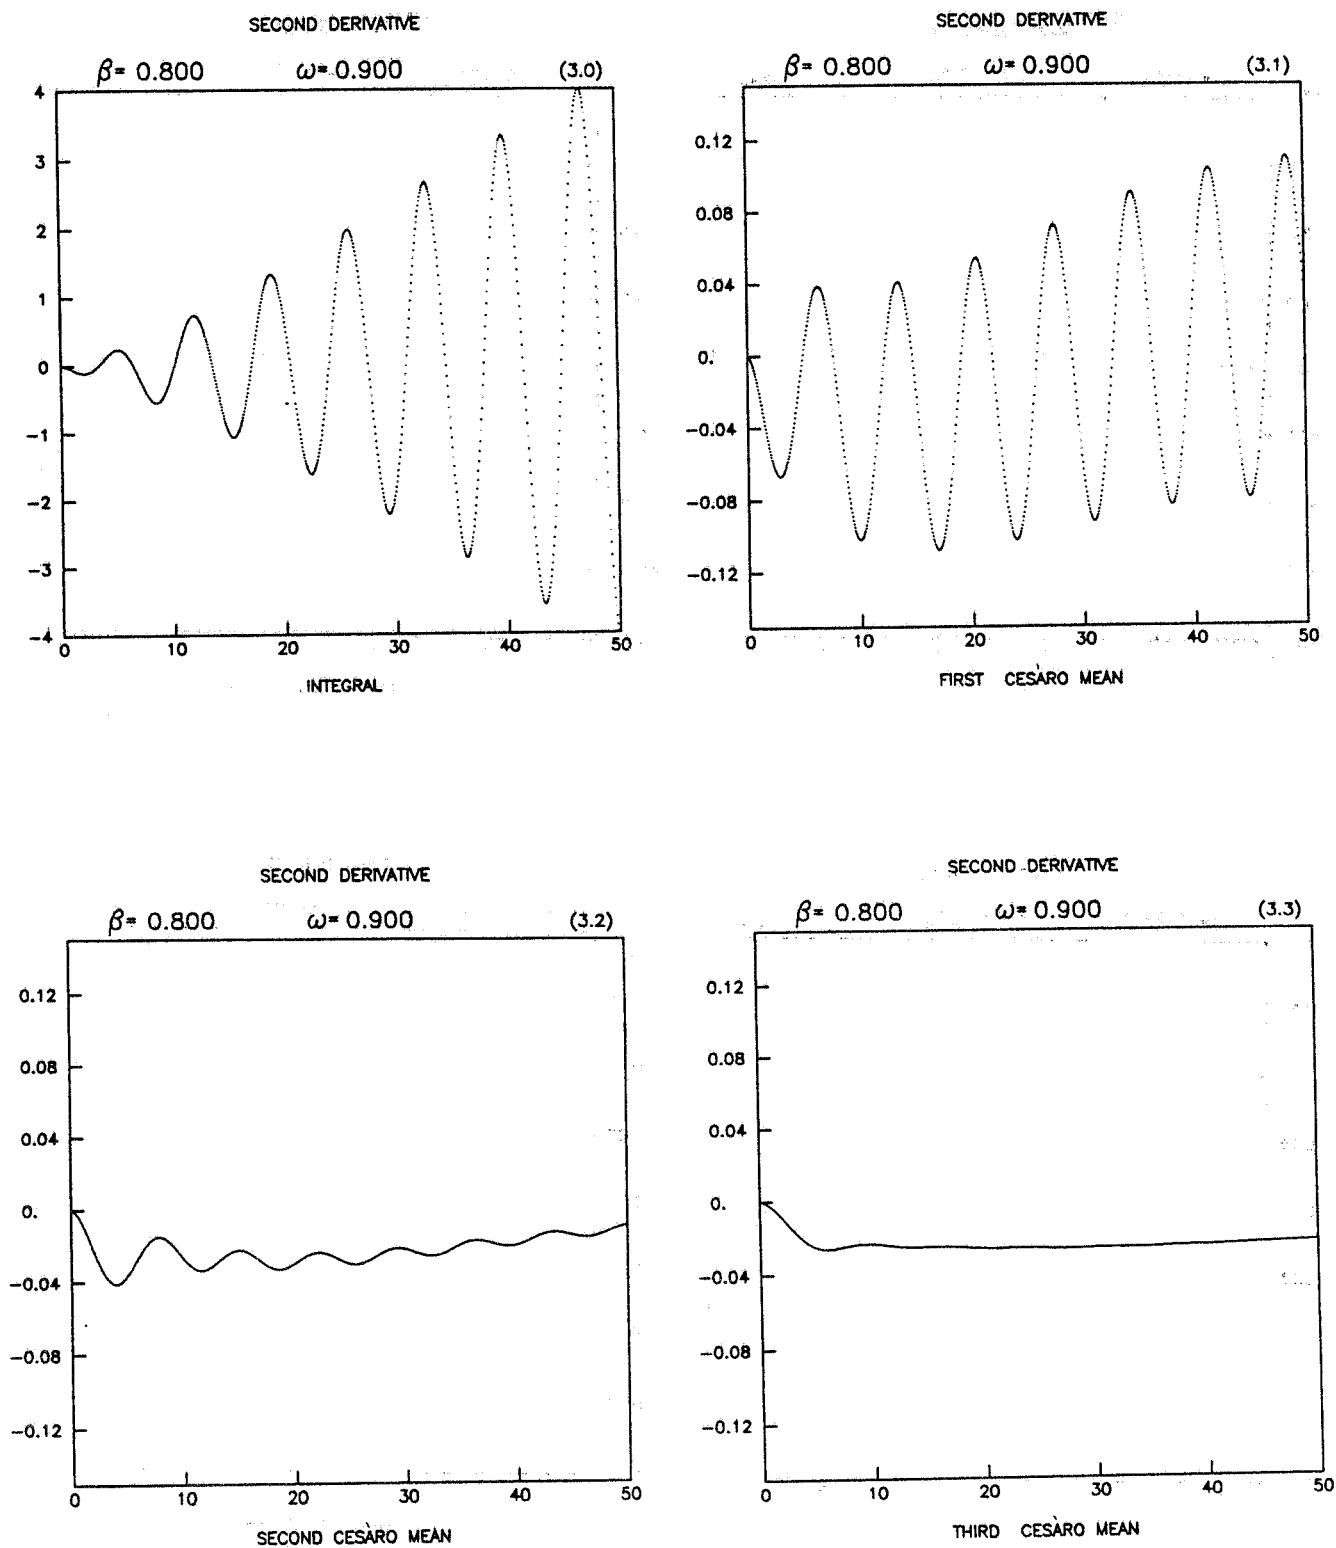 SECOND DERIVATIVE
β= 0.800 ω= 0.900 (3.0)
4
3
2
1
0
-1
-2
-3
-4
0 10 20 30 40 50
INTEGRAL
SECOND DERIVATIVE
β= 0.800 ω= 0.900 (3.1)
0.12
0.08
0.04
0.
-0.04
-0.08
-0.12
0 10 20 30 40 50
FIRST CESÀRO MEAN
SECOND DERIVATIVE
β= 0.800 ω= 0.900 (3.2)
0.12
0.08
0.04
0.
-0.04
-0.08
-0.12
0 10 20 30 40 50
SECOND CESÀRO MEAN
SECOND DERIVATIVE
β= 0.800 ω= 0.900 (3.3)
0.12
0.08
0.04
0.
-0.04
-0.08
-0.12
0 10 20 30 40 50
THIRD CESÀRO MEAN